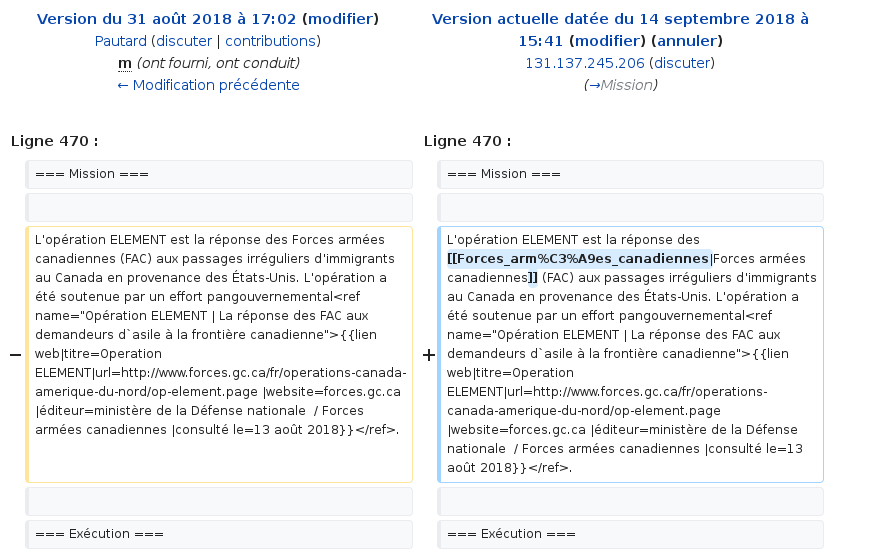 Version du 31 août 2018 à 17:02 (modifier)
Pautard (discuter | contributions)
m (ont fourni, ont conduit)
← Modification précédente
Version actuelle datée du 14 septembre 2018 à
15:41 (modifier) (annuler)
131.137.245.206 (discuter)
(→Mission)
Ligne 470 :
Ligne 470 :
=== Mission ===
=== Mission ===
−
L'opération ELEMENT est la réponse des Forces armées
canadiennes (FAC) aux passages irréguliers d'immigrants
au Canada en provenance des États-Unis. L'opération a
été soutenue par un effort pangouvernemental<ref
name="Opération ELEMENT | La réponse des FAC aux
demandeurs d`asile à la frontière canadienne">{{lien
web|titre=Operation
ELEMENT|url=http://www.forces.gc.ca/fr/operations-canada-
amerique-du-nord/op-element.page |website=forces.gc.ca
|éditeur=ministère de la Défense nationale  / Forces
armées canadiennes |consulté le=13 août 2018}}</ref>.
+
L'opération ELEMENT est la réponse des
[[Forces_arm%C3%A9es_canadiennes|Forces armées
canadiennes]] (FAC) aux passages irréguliers d'immigrants
au Canada en provenance des États-Unis. L'opération a
été soutenue par un effort pangouvernemental<ref
name="Opération ELEMENT | La réponse des FAC aux
demandeurs d`asile à la frontière canadienne">{{lien
web|titre=Operation
ELEMENT|url=http://www.forces.gc.ca/fr/operations-
canada-amerique-du-nord/op-element.page
|website=forces.gc.ca |éditeur=ministère de la Défense
nationale  / Forces armées canadiennes |consulté le=13
août 2018}}</ref>.
=== Exécution ===
=== Exécution ===